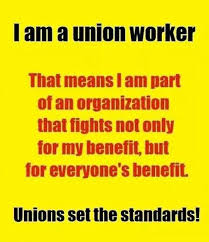 I am a union worker
That means I am part
of an organization
that fights not only
for my benefit, but
for everyone's benefit.
Unions set the standards!